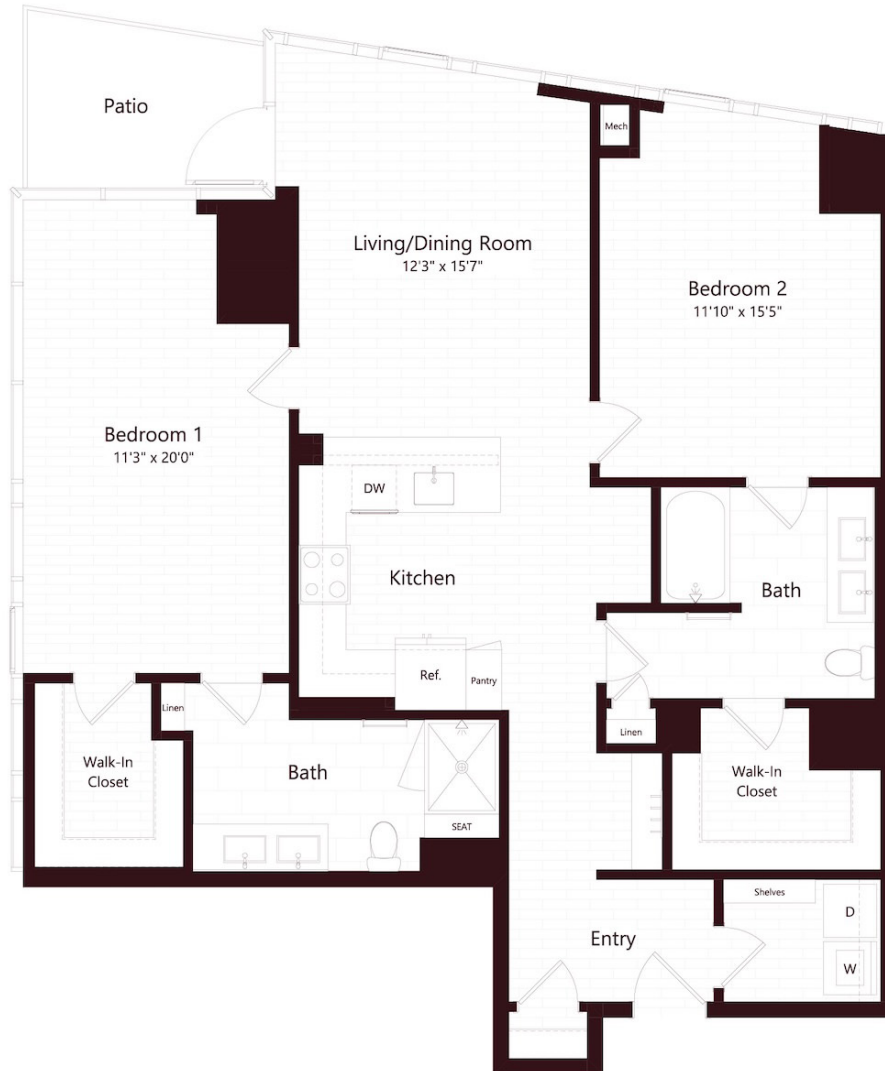 Patio
Mech
Living/Dining Room
12'3" x 15'7"
Bedroom 2
11'10" x 15'5"
Bedroom 1
11'3" x 20'0"
DW
Kitchen
Bath
Ref.
Pantry
Linen
Linen
Walk-In
Closet
Bath
Walk-In
Closet
SEAT
Shelves
D
Entry
W